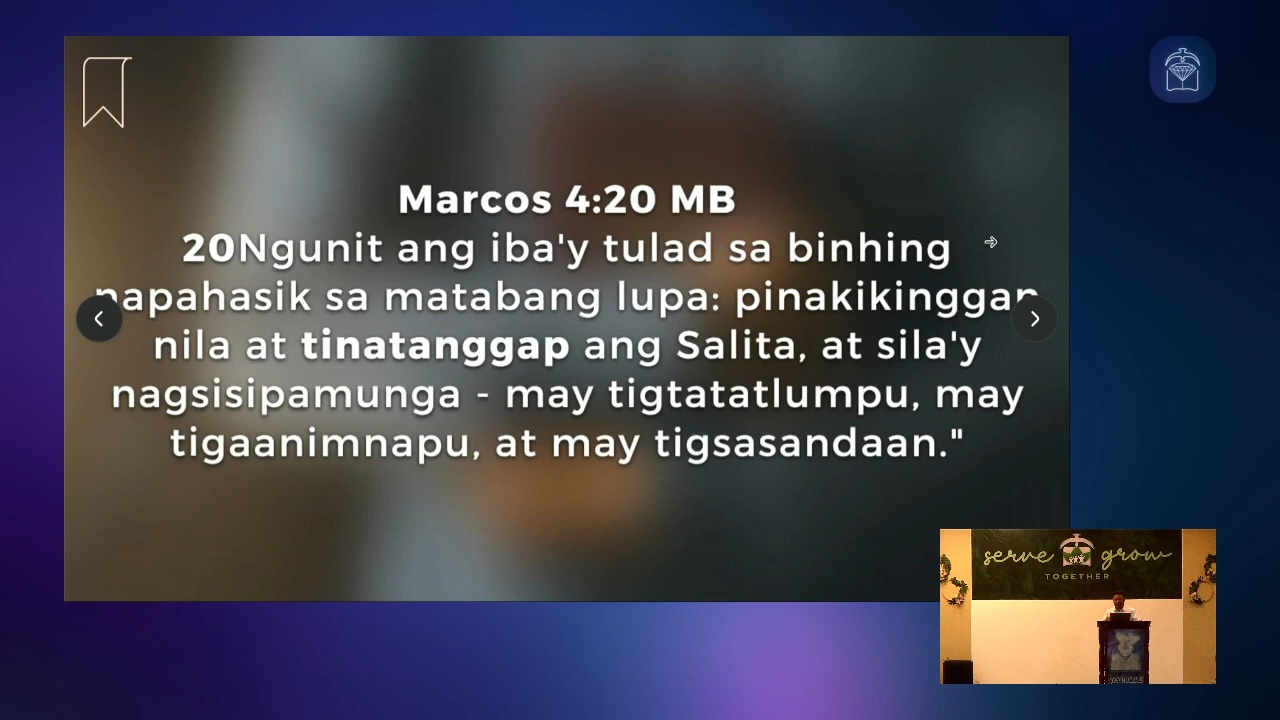 Marcos 4:20 MB
20Ngunit ang iba'y tulad sa binhing
napahasik sa matabang lupa: pinakikinggan
nila at tinatanggap ang Salita, at sila'y
nagsisipamunga - may tigtatatlumpu, may
tigaanimnapu, at may tigsasandaan."
serve grow
TOGETHER